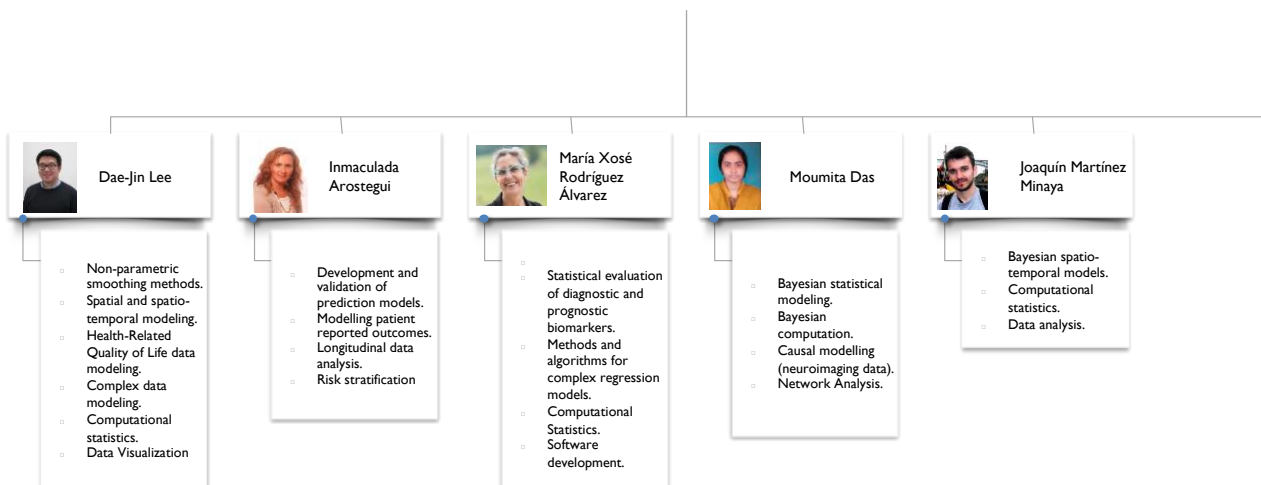 Dae-Jin Lee
Non-parametric
smoothing methods.
Spatial and spatio-
temporal modeling.
Health-Related
Quality of Life data
modeling.
Complex data
modeling.
Computational
statistics.
Data Visualization
Inmaculada
Arostegui
Development and
validation of
prediction models.
Modelling patient
reported outcomes.
Longitudinal data
analysis.
Risk stratification
María Xosé
Rodríguez
Álvarez
Statistical evaluation
of diagnostic and
prognostic
biomarkers.
Methods and
algorithms for
complex regression
models.
Computational
Statistics.
Software
development.
Moumita Das
Bayesian statistical
modeling.
Bayesian
computation.
Causal modelling
(neuroimaging data).
Network Analysis.
Joaquín Martínez
Minaya
Bayesian spatio-
temporal models.
Computational
statistics.
Data analysis.